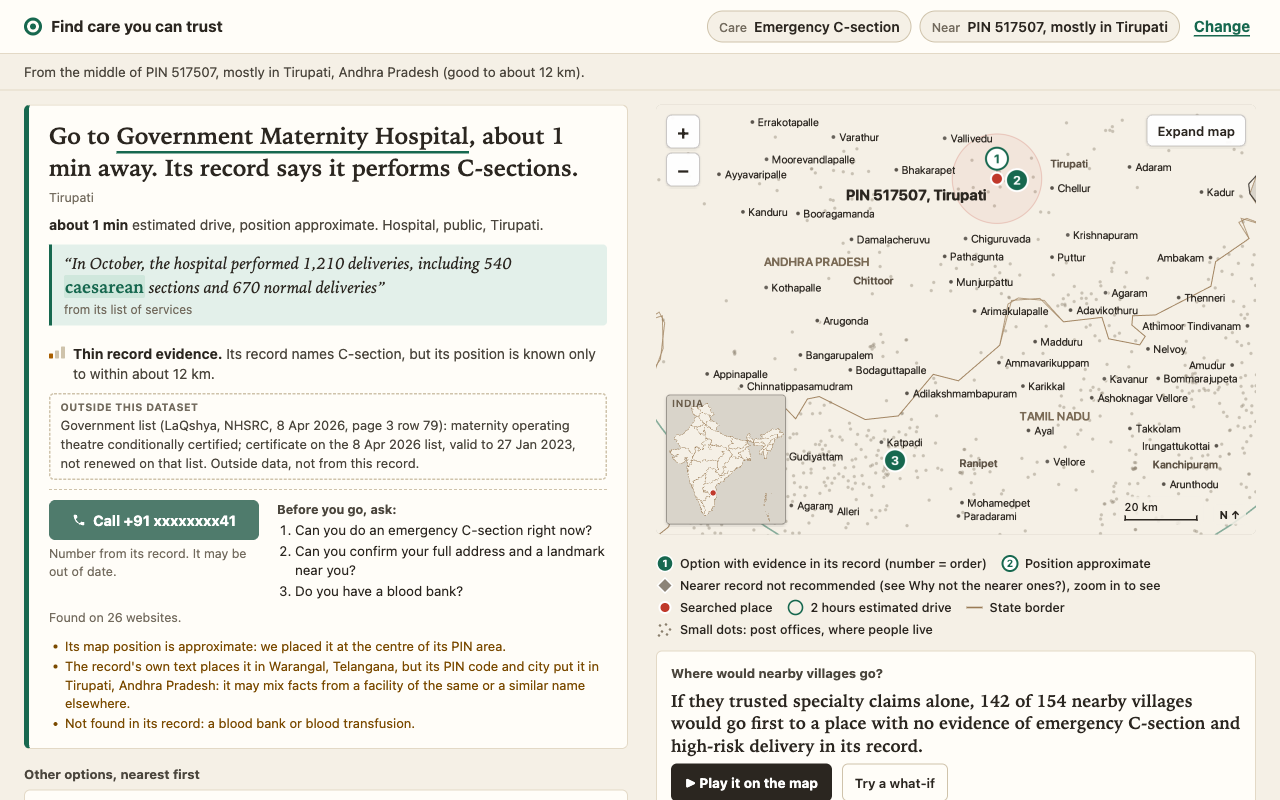 Find care you can trust
Care Emergency C-section
Near PIN 517507, mostly in Tirupati
Change
From the middle of PIN 517507, mostly in Tirupati, Andhra Pradesh (good to about 12 km).
Go to Government Maternity Hospital, about 1
min away. Its record says it performs C-sections.
Tirupati
about 1 min estimated drive, position approximate. Hospital, public, Tirupati.
“In October, the hospital performed 1,210 deliveries, including 540
caesarean sections and 670 normal deliveries”
from its list of services
Thin record evidence. Its record names C-section, but its position is known only
to within about 12 km.
OUTSIDE THIS DATASET
Government list (LaQshya, NHSRC, 8 Apr 2026, page 3 row 79): maternity operating
theatre conditionally certified; certificate on the 8 Apr 2026 list, valid to 27 Jan 2023,
not renewed on that list. Outside data, not from this record.
Call +91 xxxxxxxx41
Number from its record. It may be
out of date.
Before you go, ask:
1. Can you do an emergency C-section right now?
2. Can you confirm your full address and a landmark
near you?
3. Do you have a blood bank?
Found on 26 websites.
• Its map position is approximate: we placed it at the centre of its PIN area.
• The record's own text places it in Warangal, Telangana, but its PIN code and city put it in
Tirupati, Andhra Pradesh: it may mix facts from a facility of the same or a similar name
elsewhere.
• Not found in its record: a blood bank or blood transfusion.
Other options, nearest first
+
−
Expand map
Errakotapalle
Varathur
Vallivedu
Moorevandlapalle
Ayyavaripalle
Bhakarapet
1
2
Tirupati
Adaram
Chellur
Kadur
PIN 517507, Tirupati
Kanduru
Booragamanda
Damalacheruvu
Chiguruvada
Krishnapuram
ANDHRA PRADESH
Pathagunta
Puttur
Ambakam
Chittoor
Kothapalle
Munjurpattu
Agaram
Thenneri
Arugonda
Arimakulapalle
Adavikothuru
Athimoor Tindivanam
Madduru
Nelvoy
Bangarupalem
Ammavarikuppam
Amudur
Appinapalle
Bodaguttapalle
Kavanur
Bommarajupeta
Chinnatippasamudram
Karikkal
Adilakshmambapuram
Ashoknagar Vellore
INDIA
TAMIL NADU
Ayal
Takkolam
Katpadi
Irungattukottai
Gudiyattam
3
Ranipet
Vellore
Kanchipuram
Arunthodu
Agaram
Alleri
Mohamedpet
Paradarami
20 km
N ↑
1 Option with evidence in its record (number = order)
2 Position approximate
Nearer record not recommended (see Why not the nearer ones?), zoom in to see
Searched place
2 hours estimated drive
State border
Small dots: post offices, where people live
Where would nearby villages go?
If they trusted specialty claims alone, 142 of 154 nearby villages
would go first to a place with no evidence of emergency C-section and
high-risk delivery in its record.
Play it on the map
Try a what-if